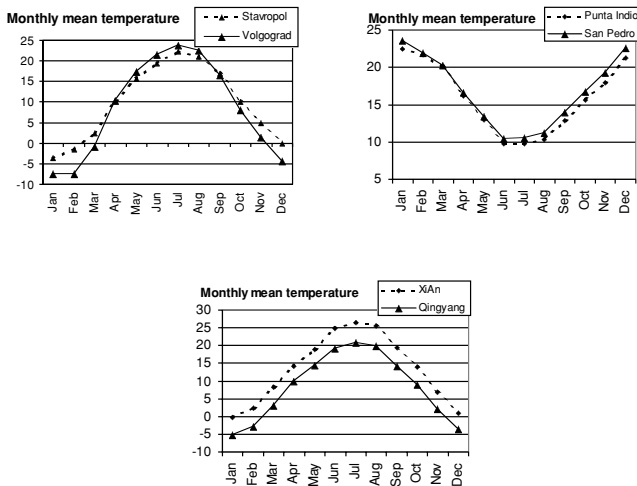 Monthly mean temperature
Stavropol
Volgograd
25
20
15
10
5
0
-5
-10
Jan
Feb
Mar
Apr
May
Jun
Jul
Aug
Sep
Oct
Nov
Dec
Monthly mean temperature
Punta Indio
San Pedro
25
20
15
10
5
Jan
Feb
Mar
Apr
May
Jun
Jul
Aug
Sep
Oct
Nov
Dec
Monthly mean temperature
XiAn
Qingyang
30
25
20
15
10
5
0
-5
-10
Jan
Feb
Mar
Apr
May
Jun
Jul
Aug
Sep
Oct
Nov
Dec